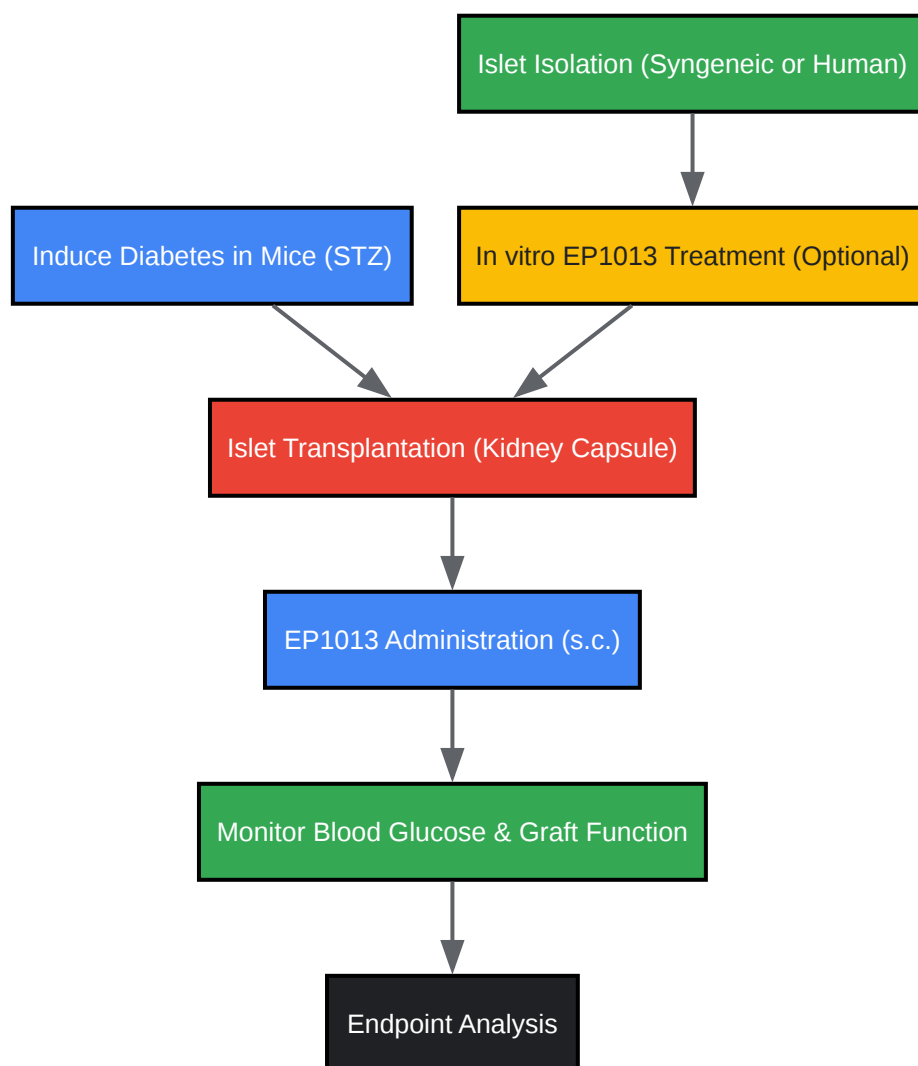 Islet Isolation (Syngeneic or Human)
Induce Diabetes in Mice (STZ)
In vitro EP1013 Treatment (Optional)
Islet Transplantation (Kidney Capsule)
EP1013 Administration (s.c.)
Monitor Blood Glucose & Graft Function
Endpoint Analysis